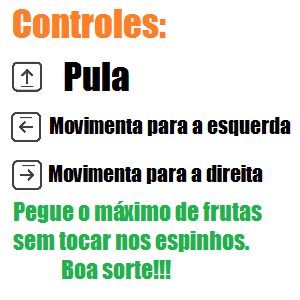 Controles:
Pula
Movimenta para a esquerda
Movimenta para a direita
Pegue o máximo de frutas
sem tocar nos espinhos.
Boa sorte!!!